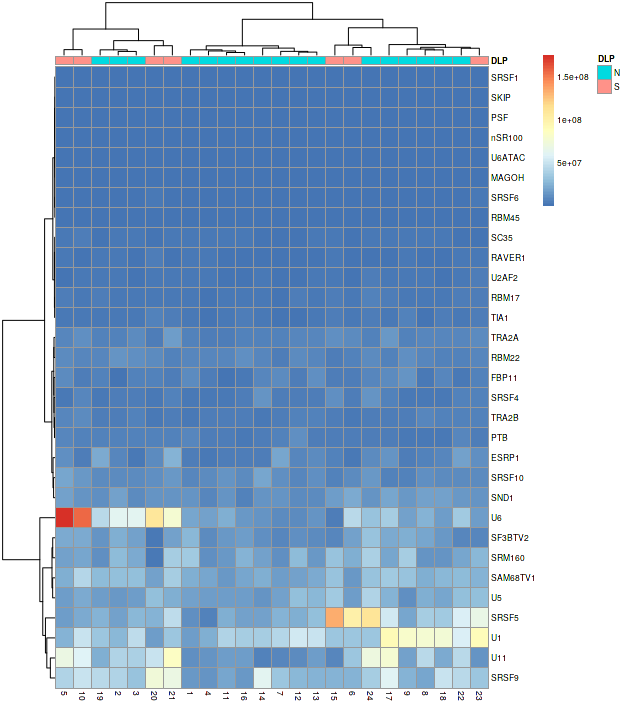 DLP
SRSF1
SKIP
PSF
nSR100
U6ATAC
MAGOH
SRSF6
RBM45
SC35
RAVER1
U2AF2
RBM17
TIA1
TRA2A
RBM22
FBP11
SRSF4
TRA2B
PTB
ESRP1
SRSF10
SND1
U6
SF3BTV2
SRM160
SAM68TV1
U5
SRSF5
U1
U11
SRSF9
5 10 19 2 3 20 21 1 4 11 16 14 7 12 13 15 6 24 17 9 8 18 22 23
1.5e+08
1e+08
5e+07
DLP
N
S